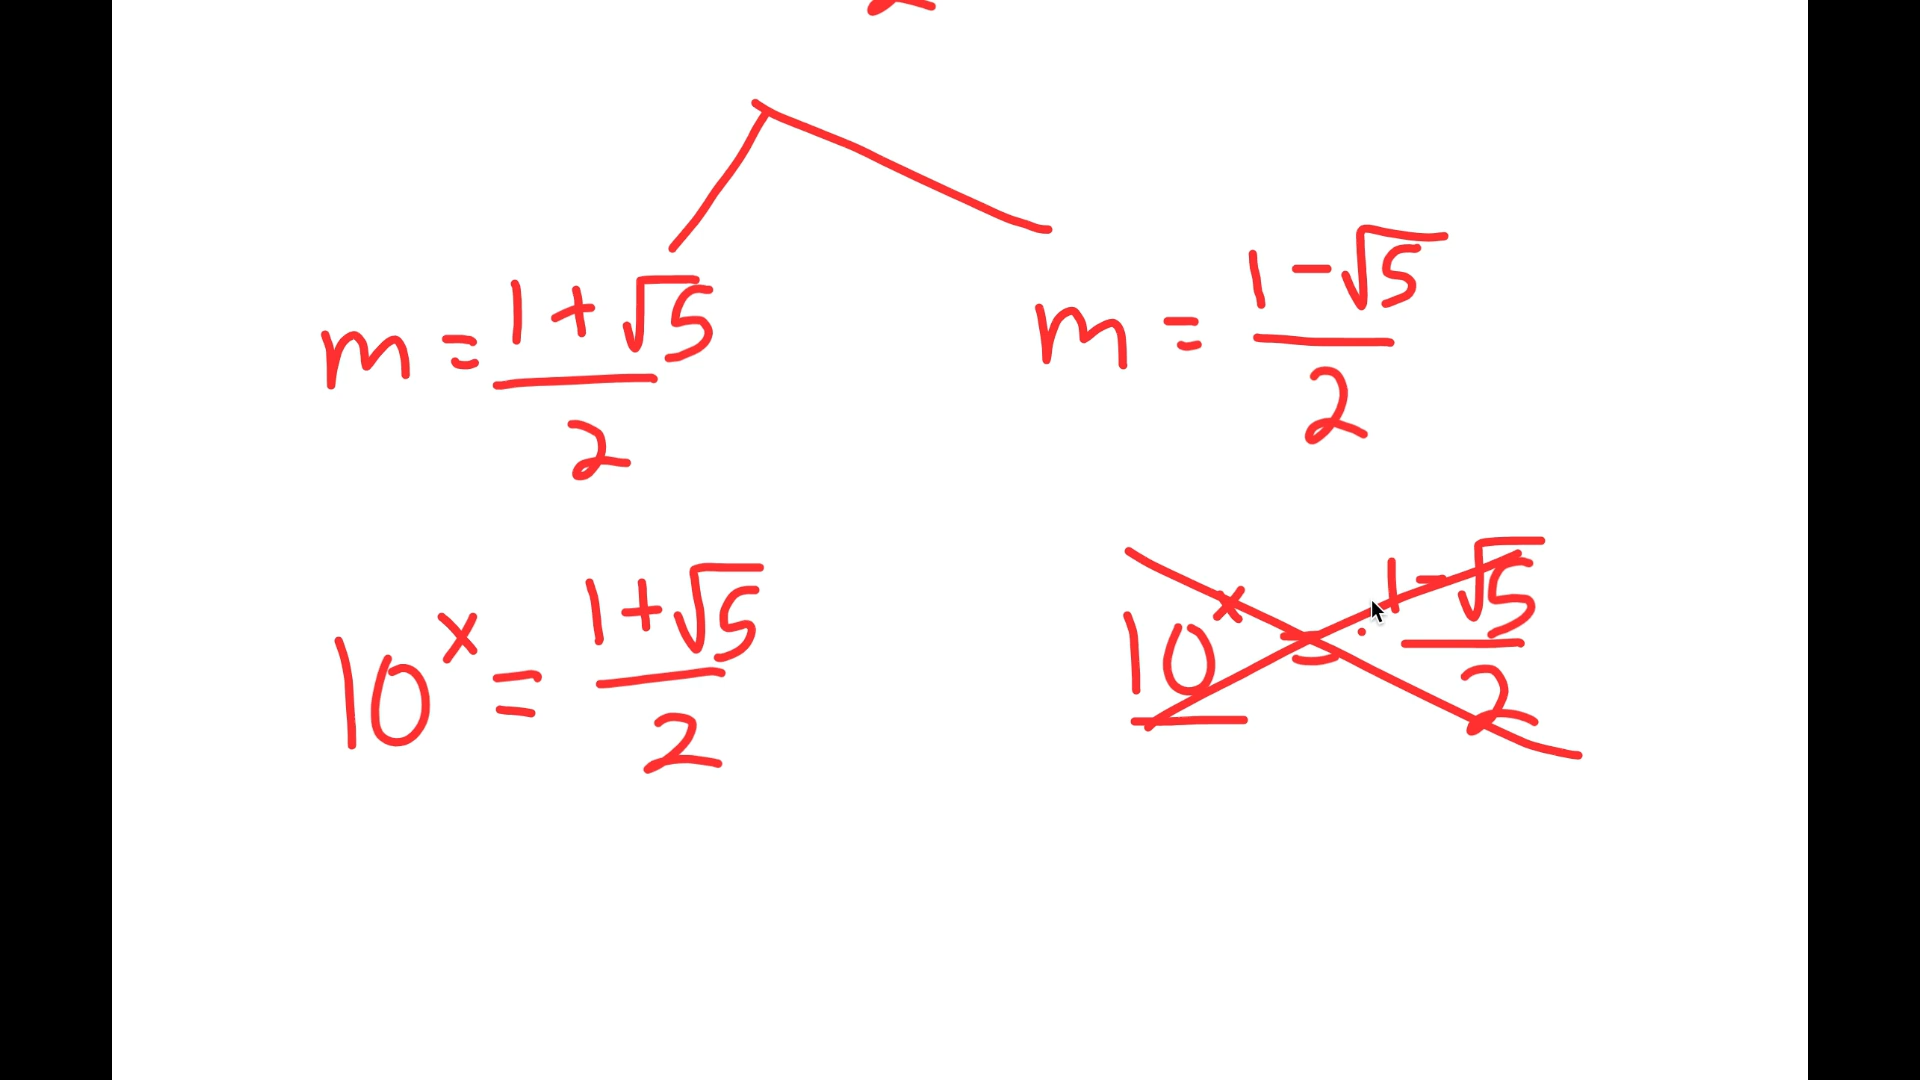 m = (1 + √5)/2
m = (1 - √5)/2
10^x = (1 + √5)/2
10^x = (1 - √5)/2